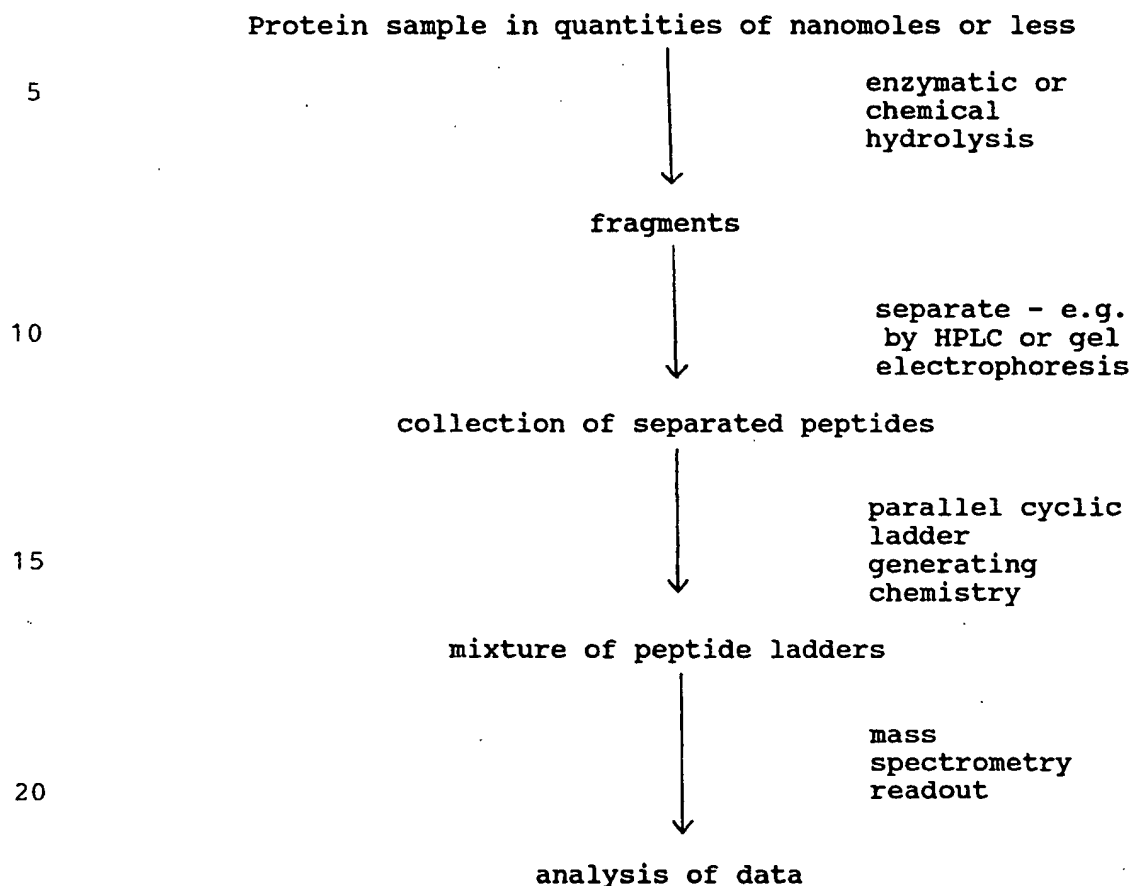 Protein sample in quantities of nanomoles or less
5
enzymatic or
chemical
hydrolysis
fragments
10
separate - e.g.
by HPLC or gel
electrophoresis
collection of separated peptides
parallel cyclic
ladder
15
generating
chemistry
mixture of peptide ladders
mass
spectrometry
20
readout
analysis of data